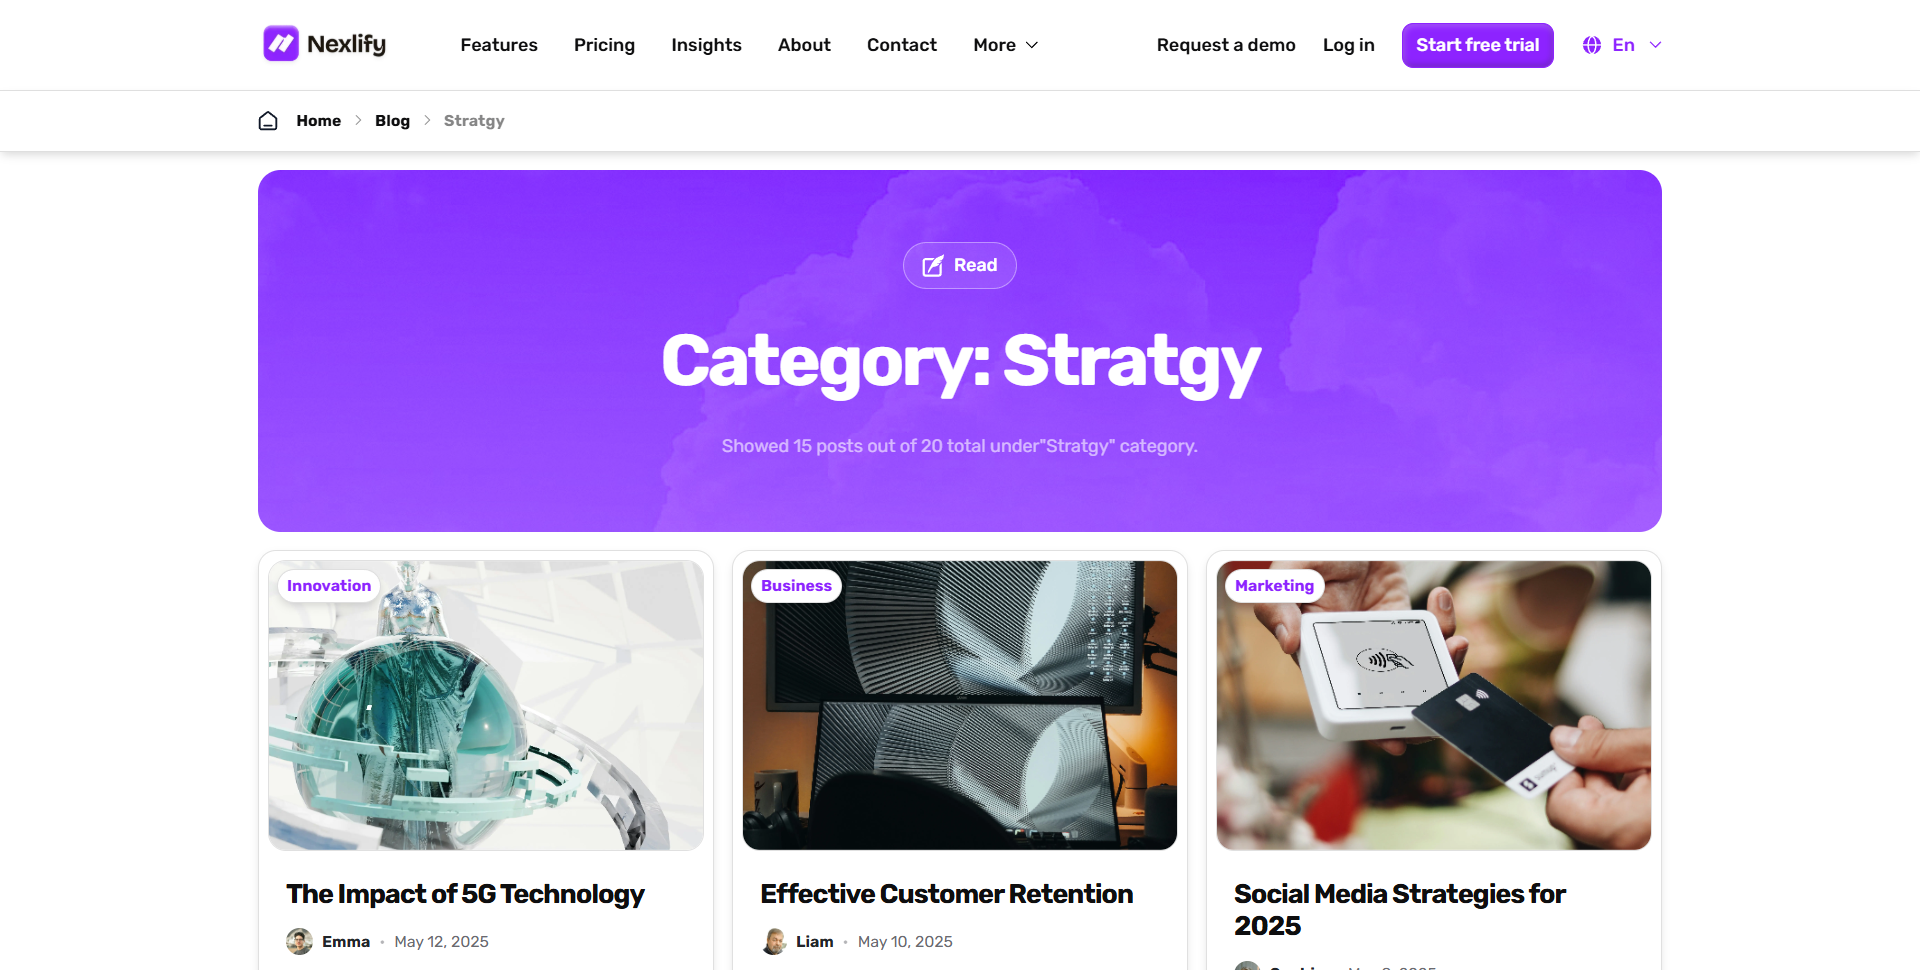 Nexlify
Features
Pricing
Insights
About
Contact
More
Request a demo
Log in
Start free trial
En
Home
Blog
Stratgy
Read
Category: Stratgy
Showed 15 posts out of 20 total under"Stratgy" category.
Innovation
Business
Marketing
The Impact of 5G Technology
Emma • May 12, 2025
Effective Customer Retention
Liam • May 10, 2025
Social Media Strategies for
2025